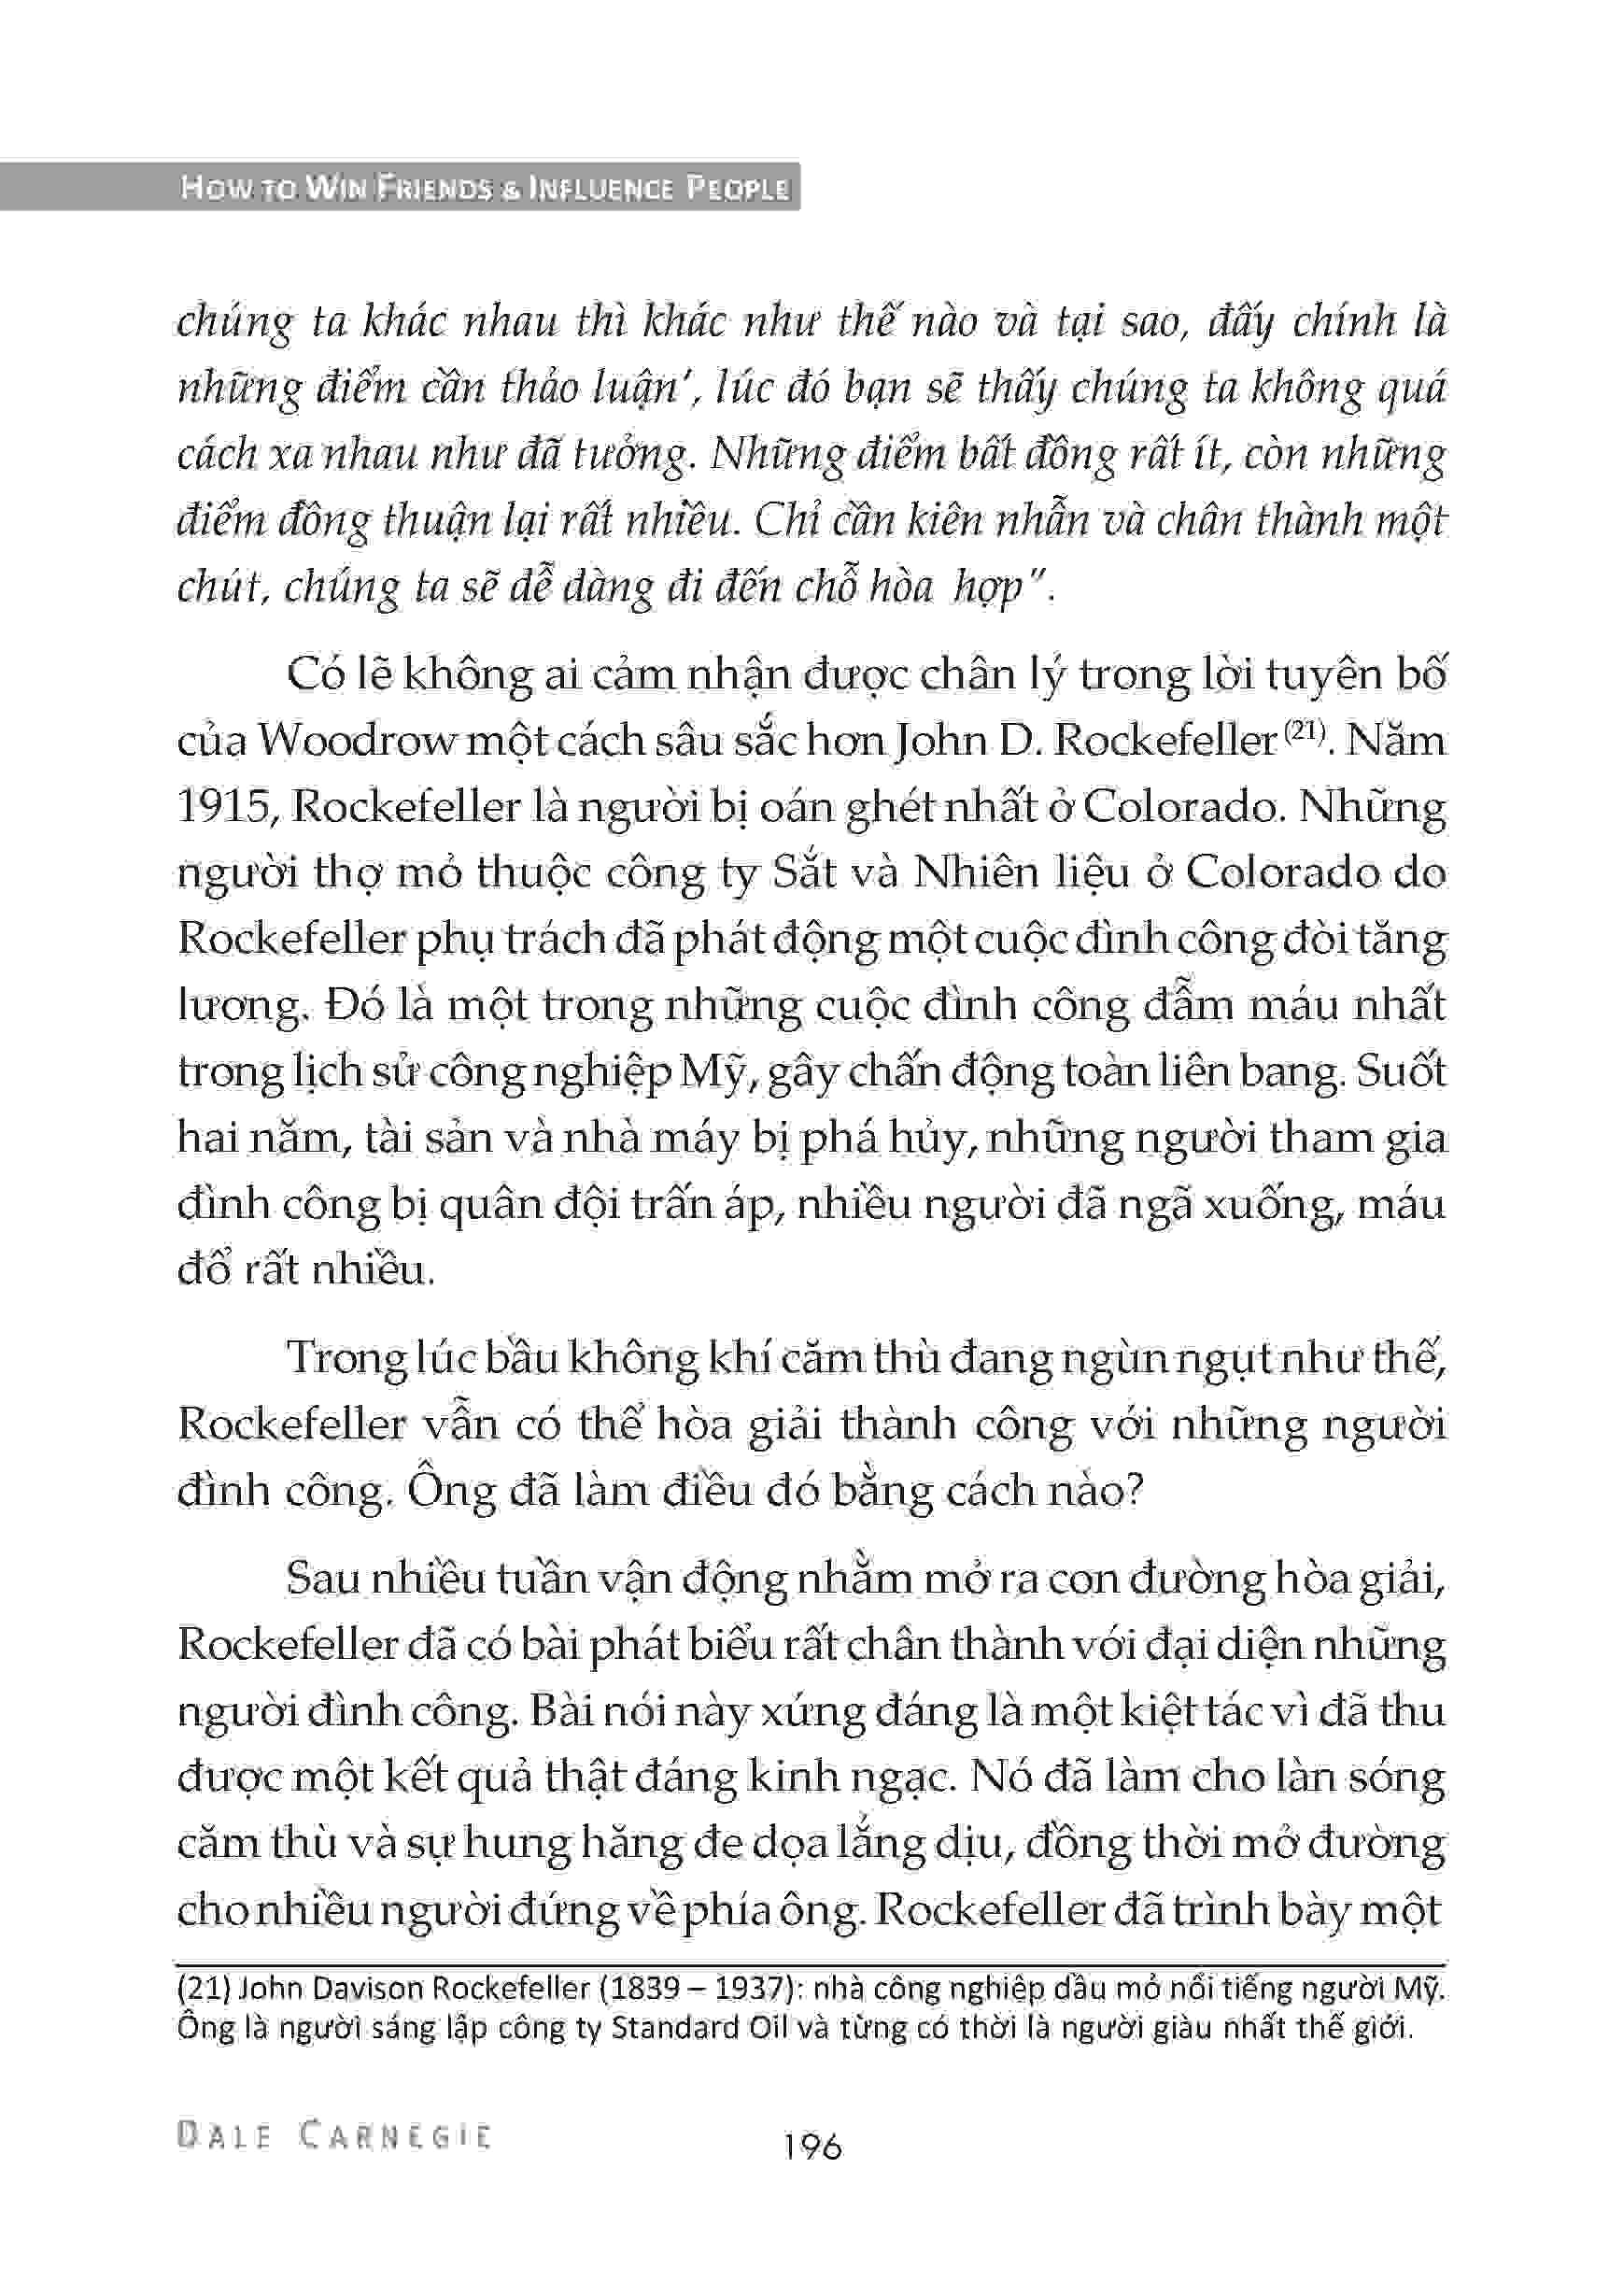 HOW TO WIN FRIENDS & INFLUENCE PEOPLE
chúng ta khác nhau thì khác như thế nào và tại sao, đấy chính là
những điểm cần thảo luận', lúc đó bạn sẽ thấy chúng ta không quá
cách xa nhau như đã tưởng. Những điểm bất đồng rất ít, còn những
điểm đồng thuận lại rất nhiều. Chỉ cần kiên nhẫn và chân thành một
chút, chúng ta sẽ dễ dàng đi đến chỗ hòa hợp".
Có lẽ không ai cảm nhận được chân lý trong lời tuyên bố
của Woodrow một cách sâu sắc hơn John D. Rockefeller (21). Năm
1915, Rockefeller là người bị oán ghét nhất ở Colorado. Những
người thợ mỏ thuộc công ty Sắt và Nhiên liệu ở Colorado do
Rockefeller phụ trách đã phát động một cuộc đình công đòi tăng
lương. Đó là một trong những cuộc đình công đẫm máu nhất
trong lịch sử công nghiệp Mỹ, gây chấn động toàn liên bang. Suốt
hai năm, tài sản và nhà máy bị phá hủy, những người tham gia
đình công bị quân đội trấn áp, nhiều người đã ngã xuống, máu
đổ rất nhiều.
Trong lúc bầu không khí căm thù đang ngùn ngụt như thế,
Rockefeller vẫn có thể hòa giải thành công với những người
đình công. Ông đã làm điều đó bằng cách nào?
Sau nhiều tuần vận động nhằm mở ra con đường hòa giải,
Rockefeller đã có bài phát biểu rất chân thành với đại diện những
người đình công. Bài nói này xứng đáng là một kiệt tác vì đã thu
được một kết quả thật đáng kinh ngạc. Nó đã làm cho làn sóng
căm thù và sự hung hăng đe dọa lắng dịu, đồng thời mở đường
cho nhiều người đứng về phía ông. Rockefeller đã trình bày một
(21) John Davison Rockefeller (1839 – 1937): nhà công nghiệp dầu mỏ nổi tiếng người Mỹ.
Ông là người sáng lập công ty Standard Oil và từng có thời là người giàu nhất thế giới.
DALE CARNEGIE
196